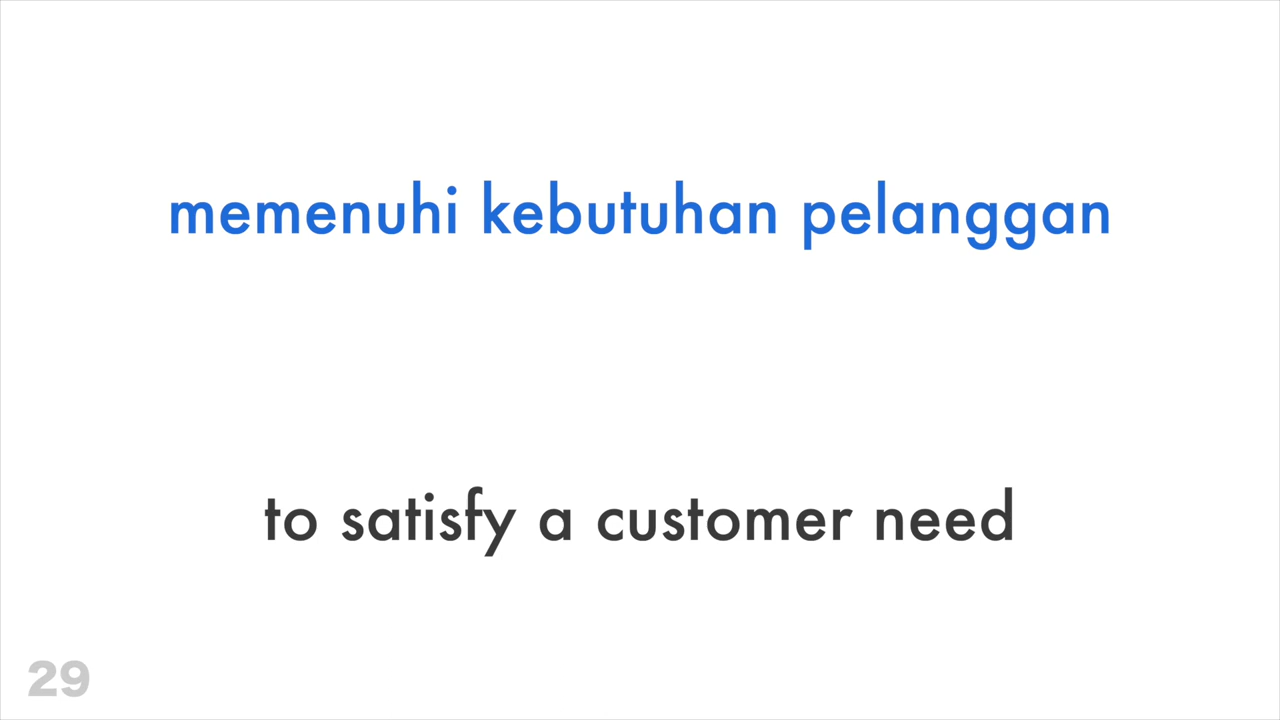 memenuhi kebutuhan pelanggan
to satisfy a customer need
29